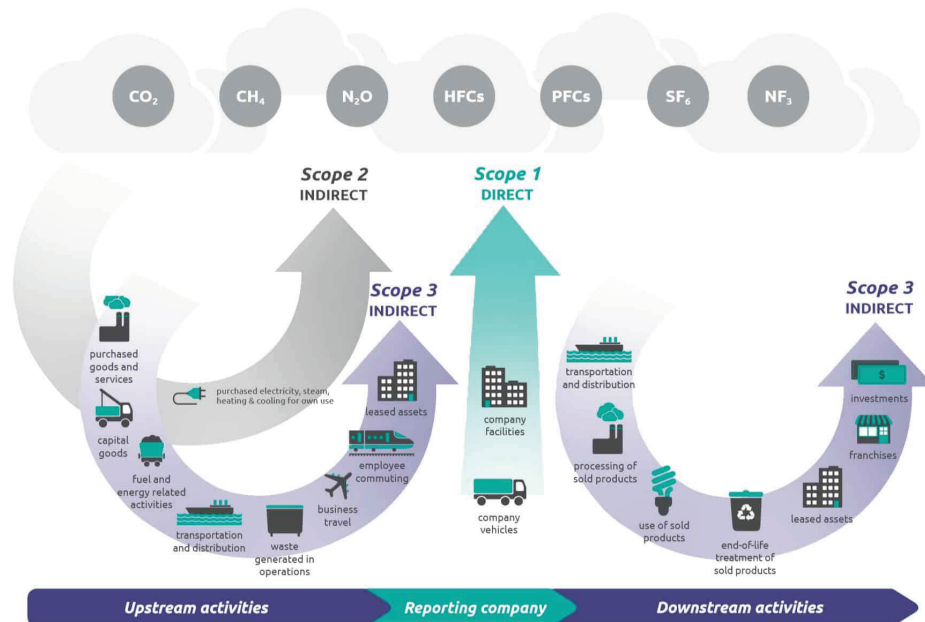 CO₂
CH₄
N₂O
HFCs
PFCs
SF₆
NF₃
Scope 2
INDIRECT
Scope 1
DIRECT
Scope 3
INDIRECT
Scope 3
INDIRECT
purchased
goods and
services
capital
goods
fuel and
energy related
activities
transportation
and distribution
waste
generated in
operations
business
travel
employee
commuting
leased assets
purchased electricity, steam,
heating & cooling for own use
company
facilities
company
vehicles
transportation
and distribution
processing of
sold products
use of sold
products
end-of-life
treatment of
sold products
leased assets
franchises
$
investments
Upstream activities
Reporting company
Downstream activities